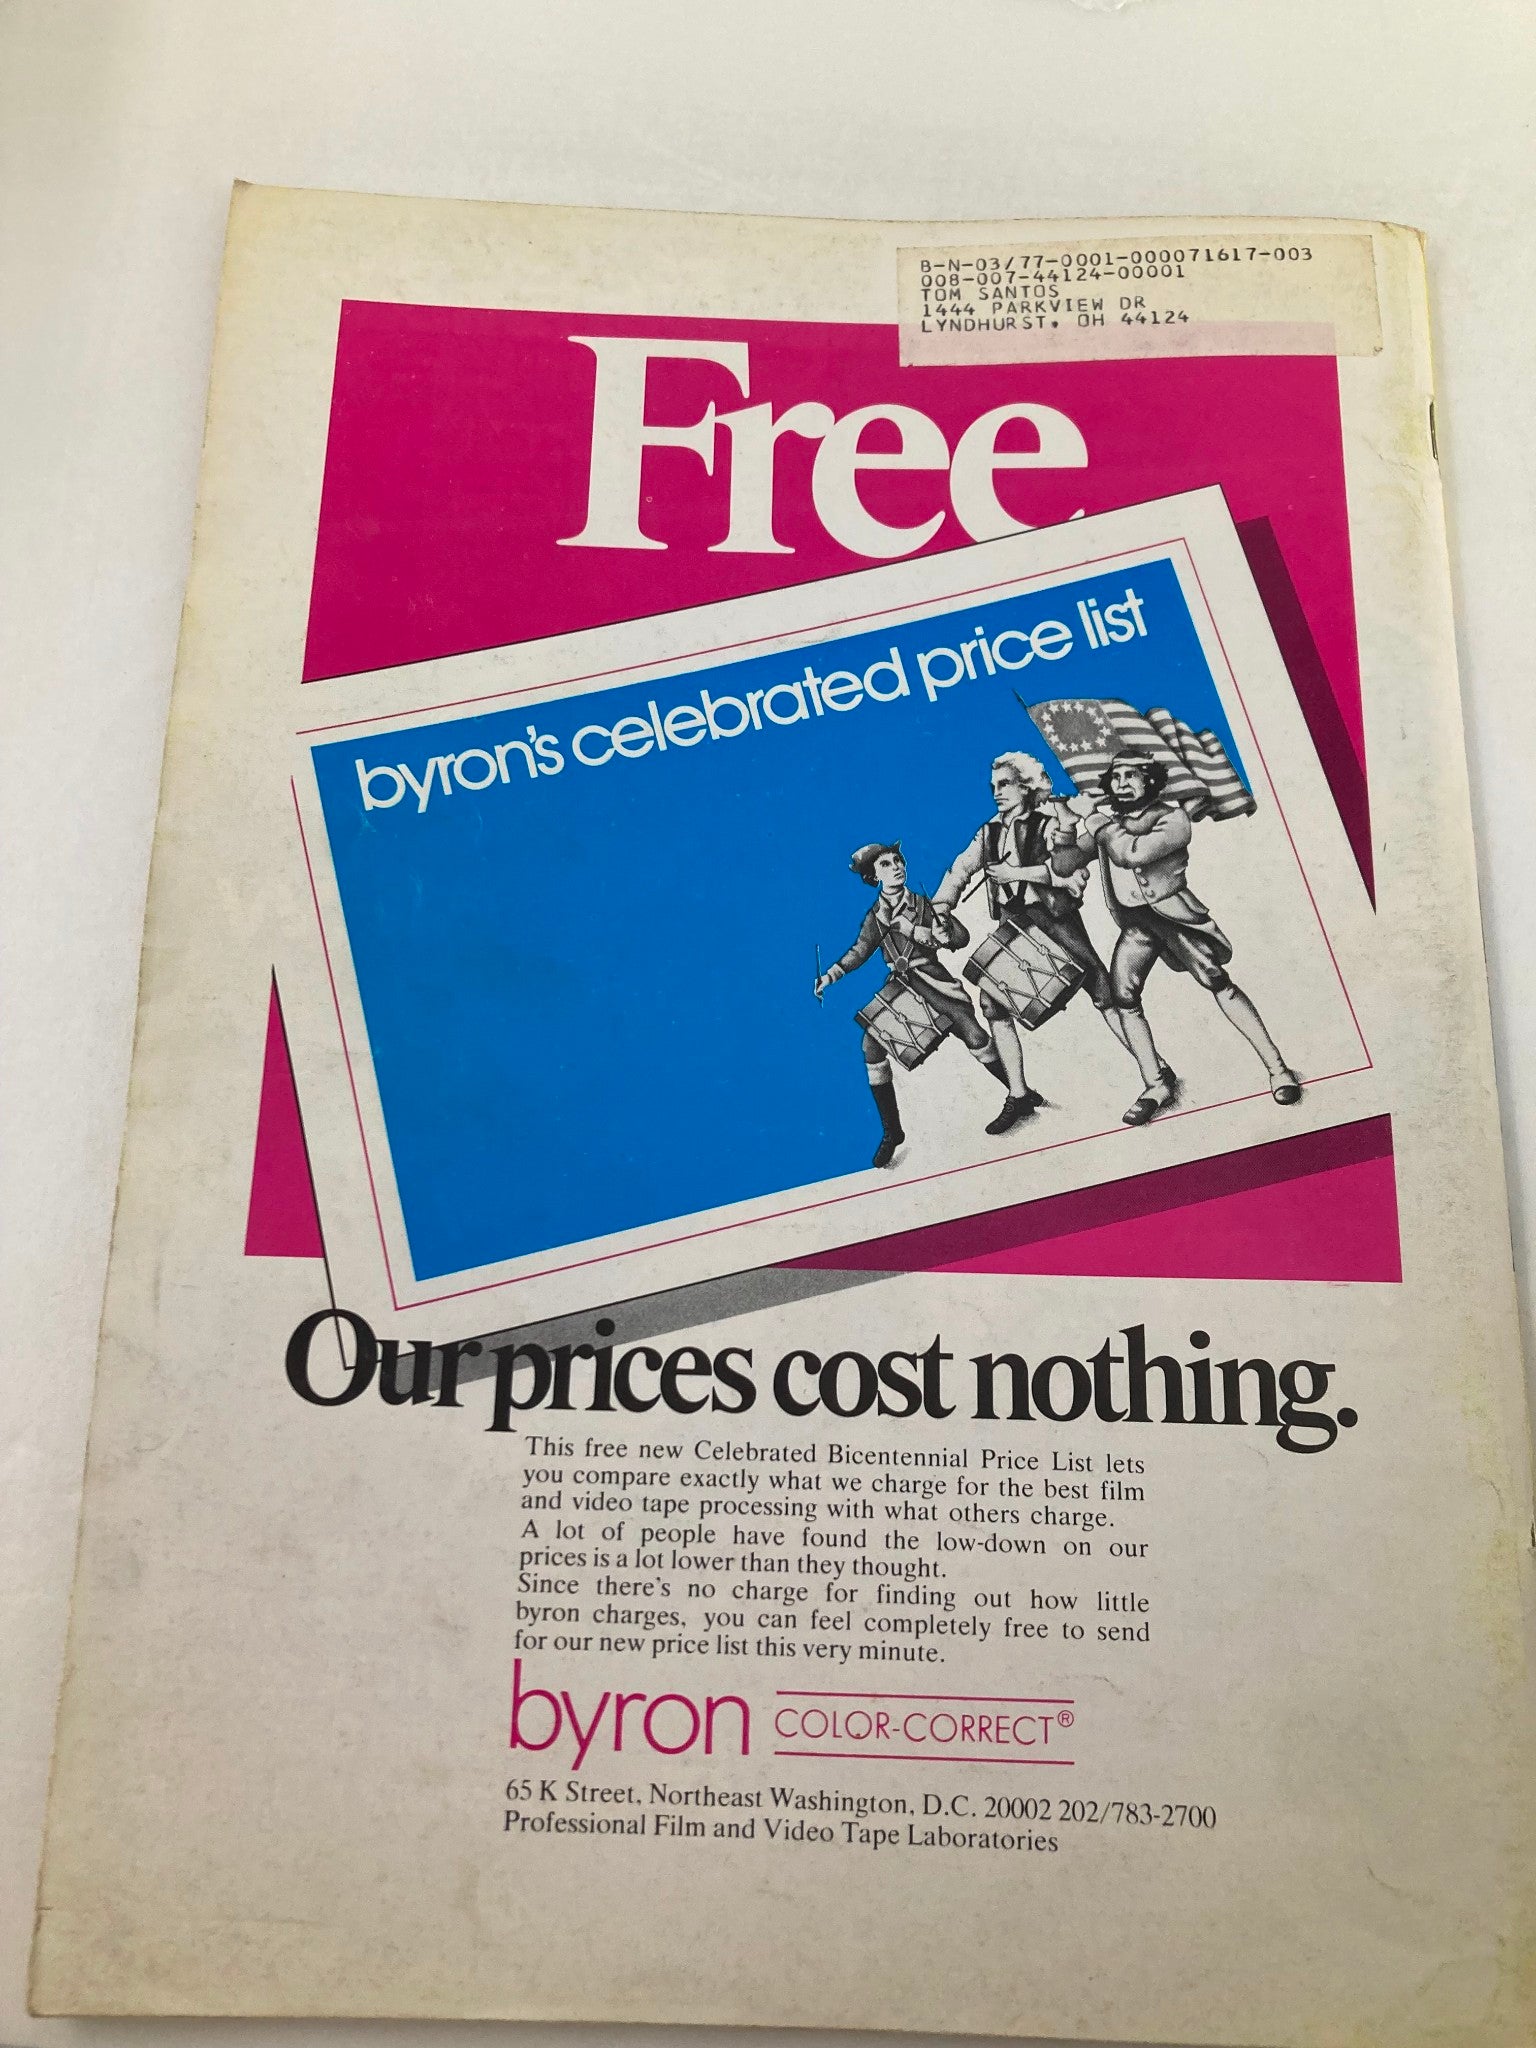 B-N-03/77-0001-000071617-003
008-007-44124-00001
TOM SANTOS
1444 PARKVIEW DR
LYNDHURST. OH 44124
Free
byron's celebrated price list
Our prices cost nothing.
This free new Celebrated Bicentennial Price List lets
you compare exactly what we charge for the best film
and video tape processing with what others charge.
A lot of people have found the low-down on our
prices is a lot lower than they thought.
Since there's no charge for finding out how little
byron charges, you can feel completely free to send
for our new price list this very minute.
byron COLOR-CORRECT®
65 K Street, Northeast Washington, D.C. 20002 202/783-2700
Professional Film and Video Tape Laboratories